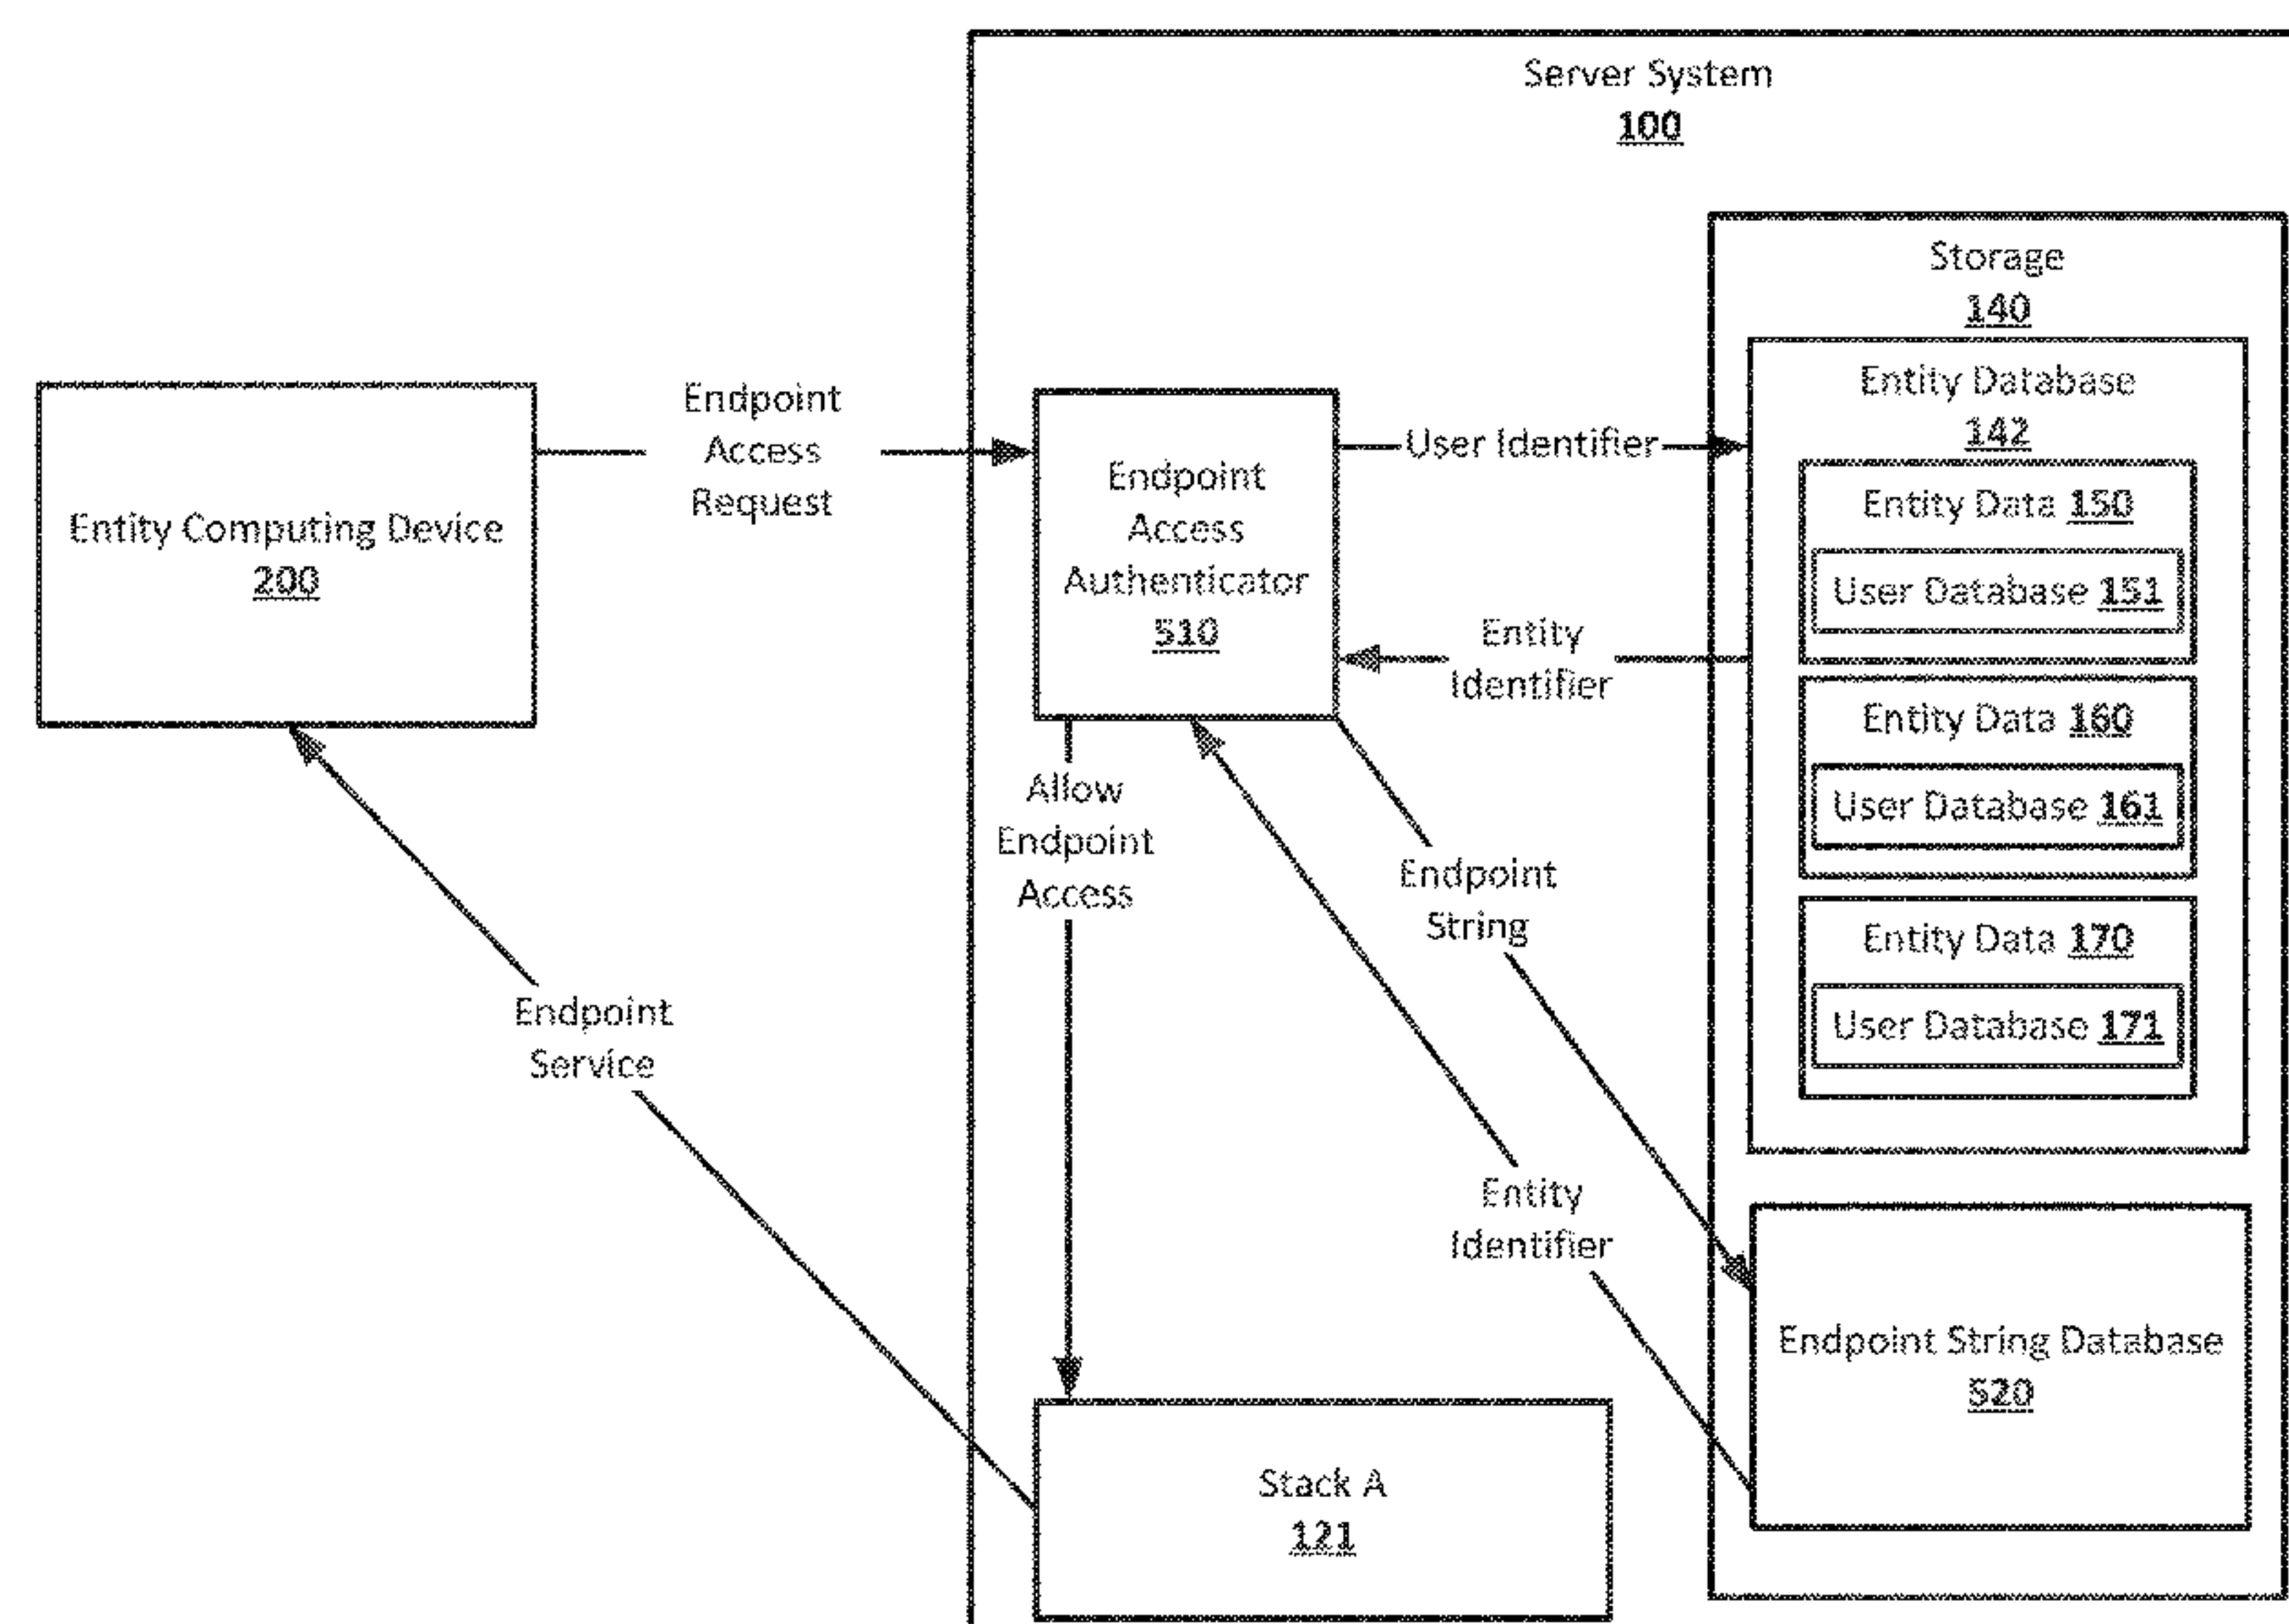 Server System
100
Storage
140
Entity Database
142
Entity Data 150
User Database 151
Entity Data 160
User Database 161
Entity Data 170
User Database 171
Endpoint String Database
520
Entity Computing Device
200
Endpoint
Access
Request
Endpoint
Access
Authenticator
510
User Identifier
Entity
Identifier
Allow
Endpoint
Access
Endpoint
String
Entity
Identifier
Endpoint
Service
Stack A
121